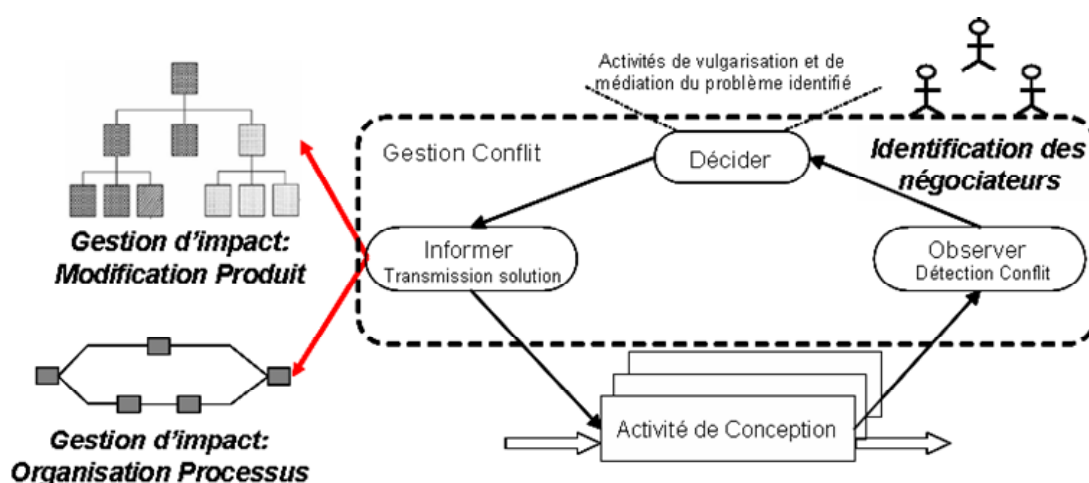 Activités de vulgarisation et de
médiation du problème identifié
Gestion Conflit
Décider
Identification des
négociateurs
Gestion d'impact:
Modification Produit
Informer
Transmission solution
Observer
Détection Conflit
Activité de Conception
Gestion d'impact:
Organisation Processus